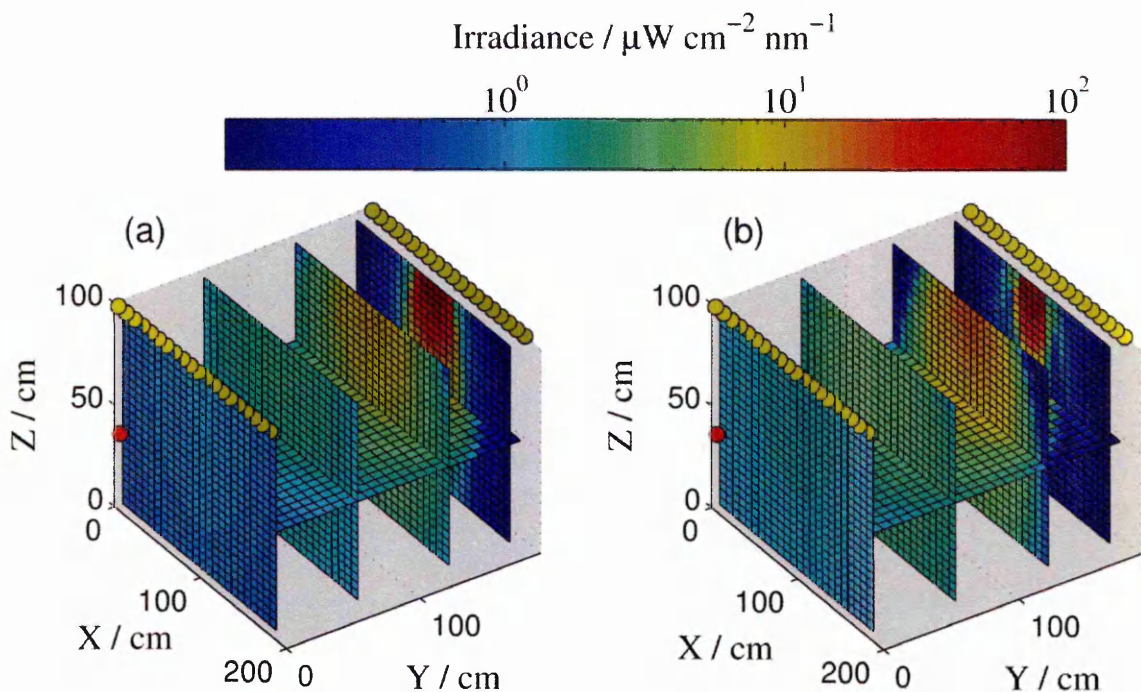 Irradiance / μW cm⁻² nm⁻¹
10⁰ 10¹ 10²
(a) (b)
100 100
Z / cm Z / cm
50 50
0 0
0 0
100 100
X / cm X / cm
200 200
0 0
100 100
Y / cm Y / cm